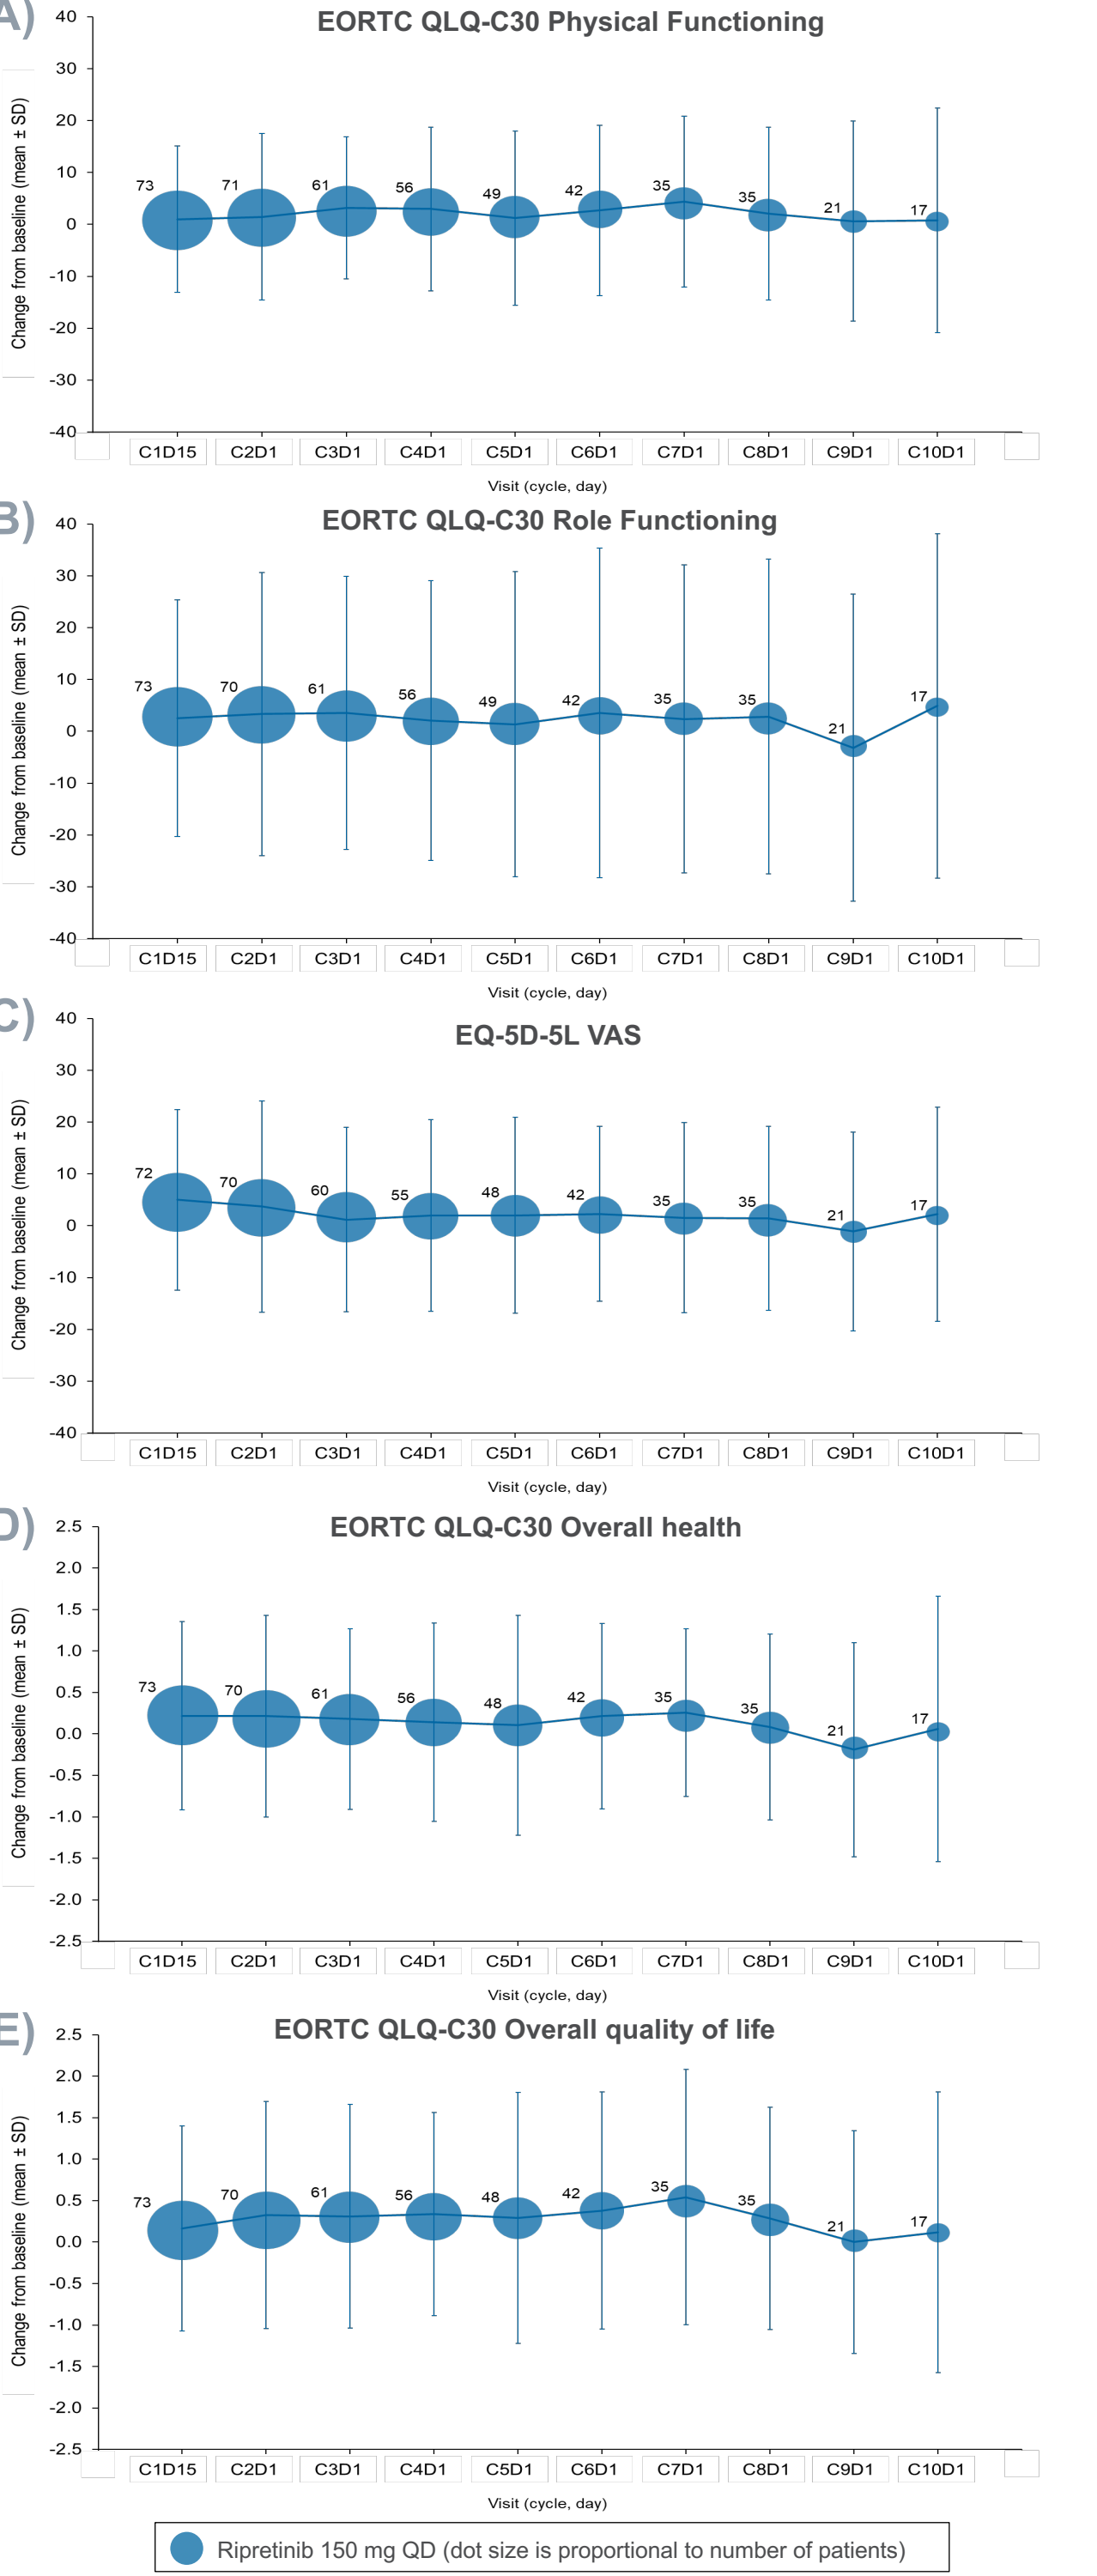 A)
EORTC QLQ-C30 Physical Functioning
Change from baseline (mean ± SD)
40
30
20
10
0
-10
-20
-30
-40
73 71 61 56 49 42 35 35 21 17
C1D15 C2D1 C3D1 C4D1 C5D1 C6D1 C7D1 C8D1 C9D1 C10D1
Visit (cycle, day)
B)
EORTC QLQ-C30 Role Functioning
Change from baseline (mean ± SD)
40
30
20
10
0
-10
-20
-30
-40
73 70 61 56 49 42 35 35 21 17
C1D15 C2D1 C3D1 C4D1 C5D1 C6D1 C7D1 C8D1 C9D1 C10D1
Visit (cycle, day)
C)
EQ-5D-5L VAS
Change from baseline (mean ± SD)
40
30
20
10
0
-10
-20
-30
-40
72 70 60 55 48 42 35 35 21 17
C1D15 C2D1 C3D1 C4D1 C5D1 C6D1 C7D1 C8D1 C9D1 C10D1
Visit (cycle, day)
D)
EORTC QLQ-C30 Overall health
Change from baseline (mean ± SD)
2.5
2.0
1.5
1.0
0.5
0.0
-0.5
-1.0
-1.5
-2.0
-2.5
73 70 61 56 48 42 35 35 21 17
C1D15 C2D1 C3D1 C4D1 C5D1 C6D1 C7D1 C8D1 C9D1 C10D1
Visit (cycle, day)
E)
EORTC QLQ-C30 Overall quality of life
Change from baseline (mean ± SD)
2.5
2.0
1.5
1.0
0.5
0.0
-0.5
-1.0
-1.5
-2.0
-2.5
73 70 61 56 48 42 35 35 21 17
C1D15 C2D1 C3D1 C4D1 C5D1 C6D1 C7D1 C8D1 C9D1 C10D1
Visit (cycle, day)
Ripretinib 150 mg QD (dot size is proportional to number of patients)